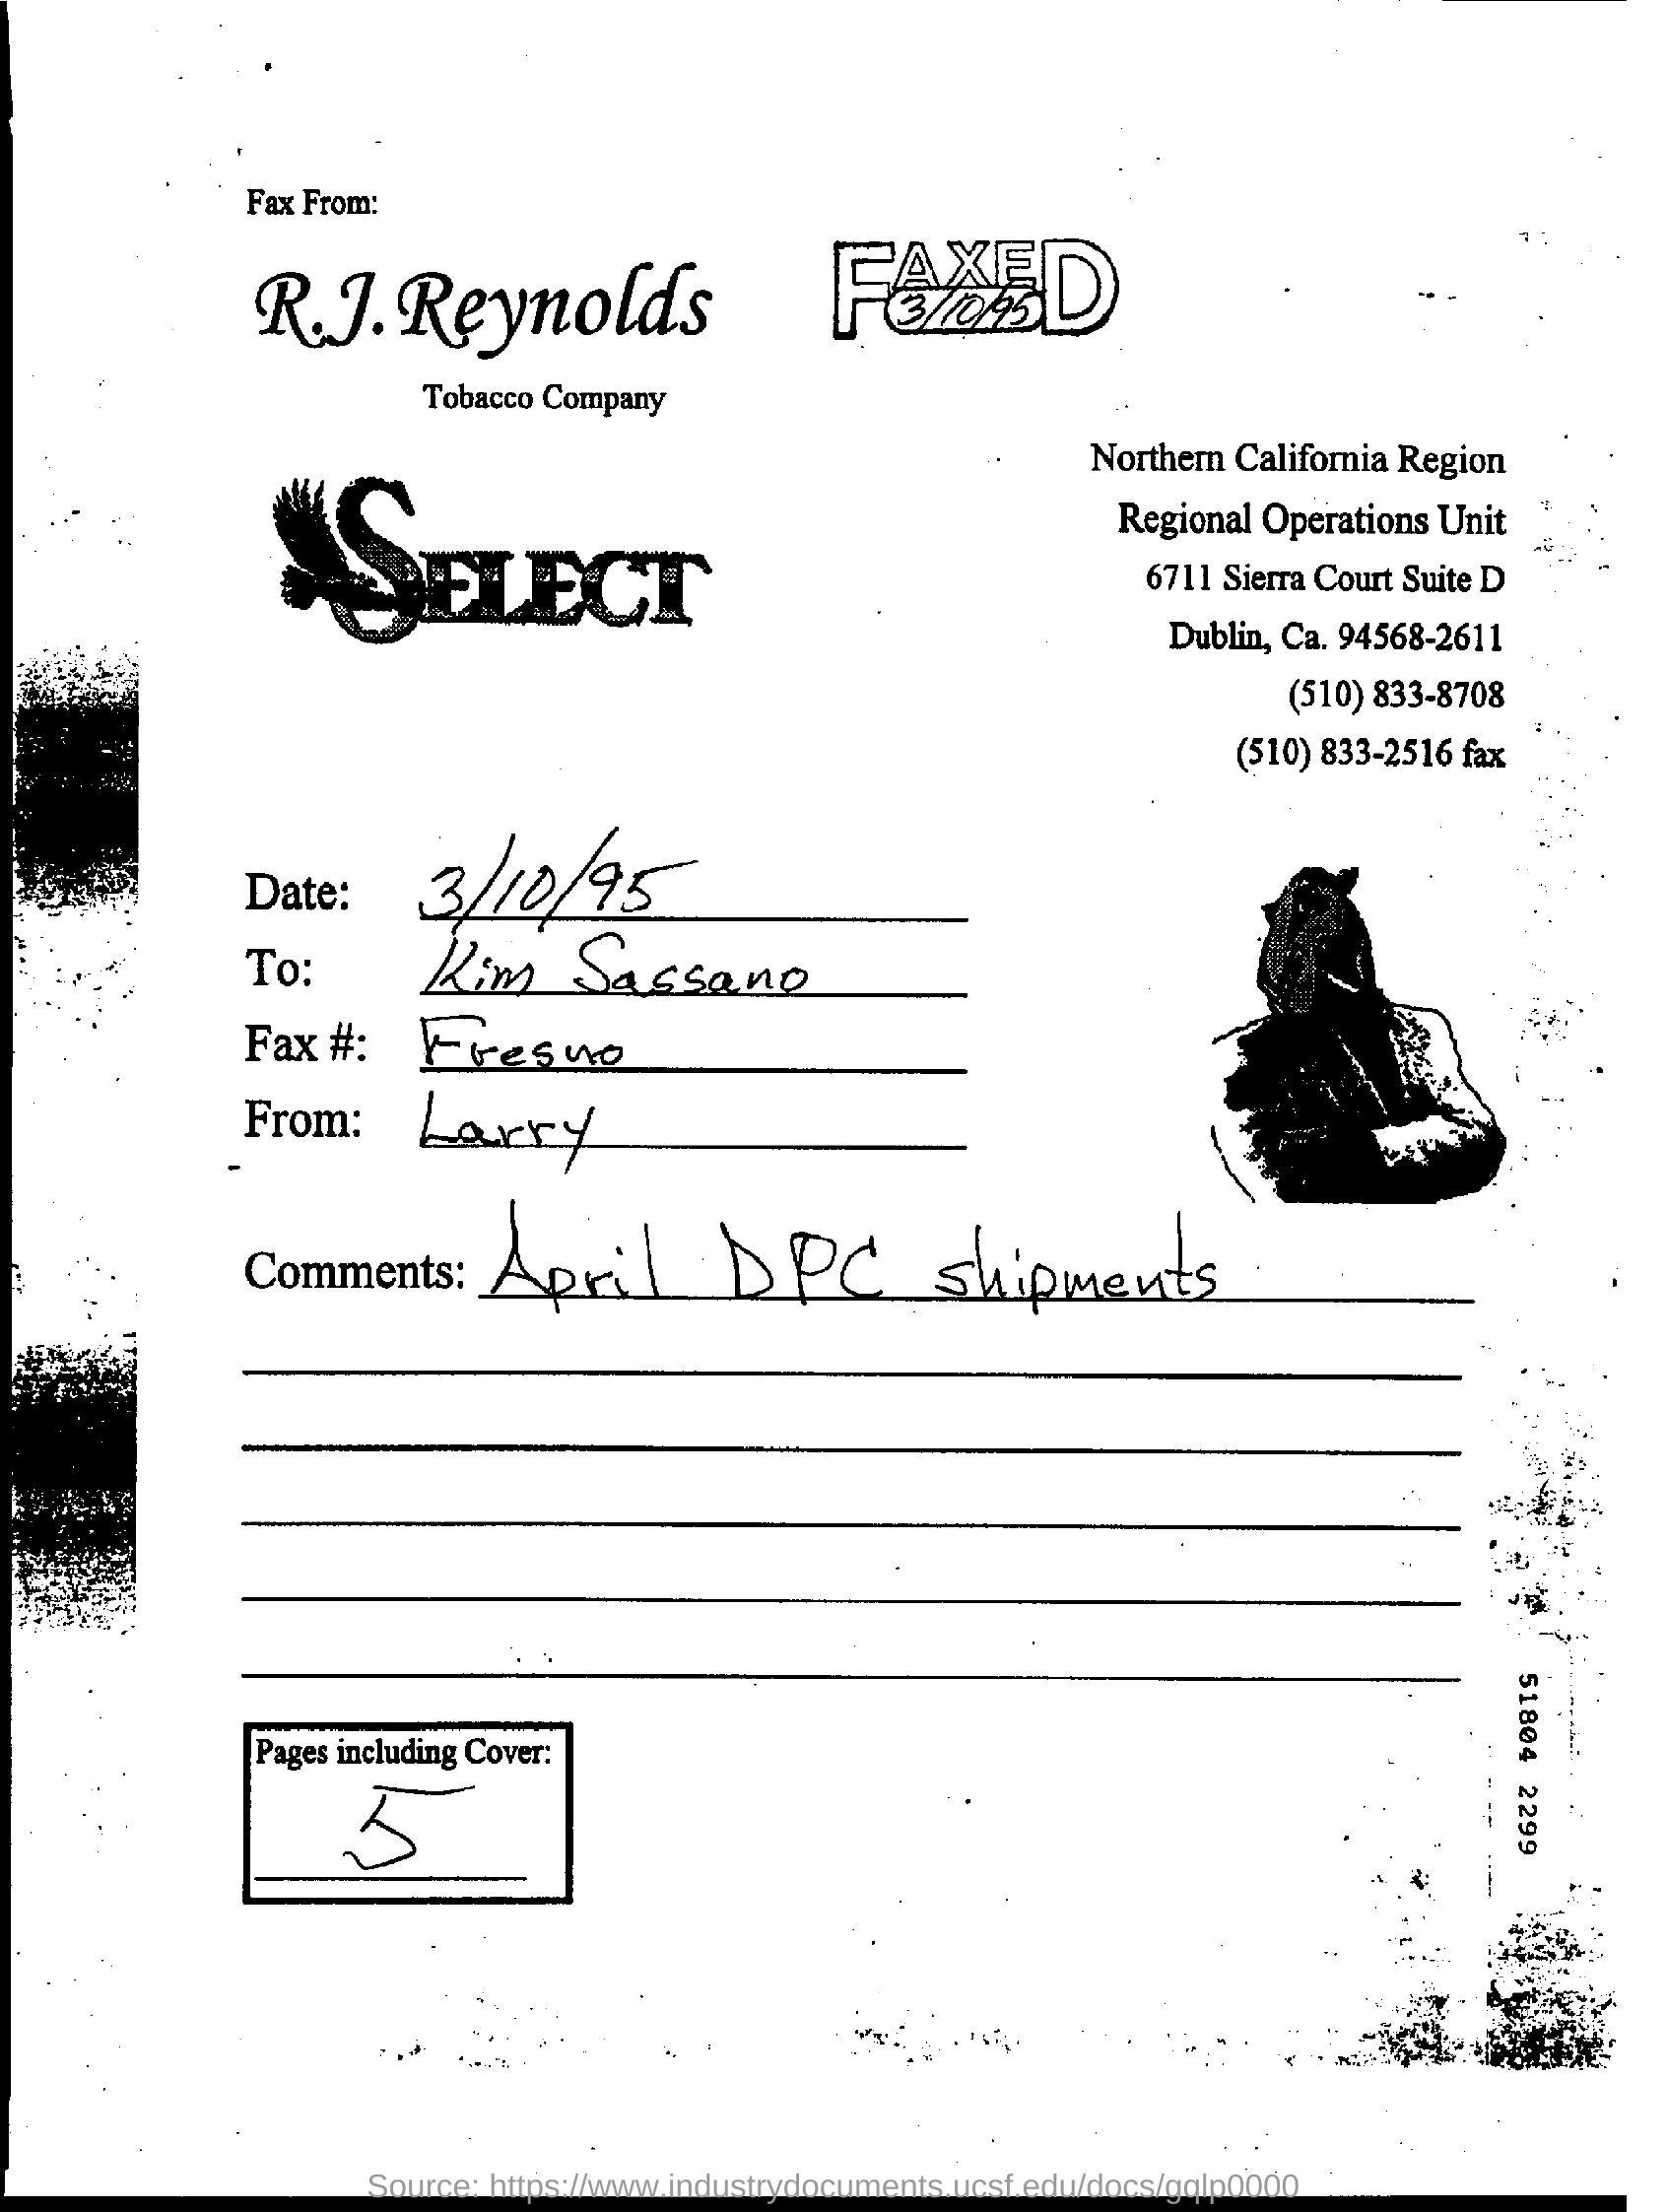 Fax From:
R.J. Reynolds
FAXED
3/10/95
Tobacco Company
SELECT
Northern California Region
Regional Operations Unit
6711 Sierra Court Suite D
Dublin, Ca. 94568-2611
(510) 833-8708
(510) 833-2516 fax
Date: 3/10/95
To: Kim Sassano
Fax #: Fresno
From: Larry
Comments: April DPC shipments
Pages including Cover:
5
51804 2299
Source: https://www.industrydocuments.ucsf.edu/docs/gqlp0000